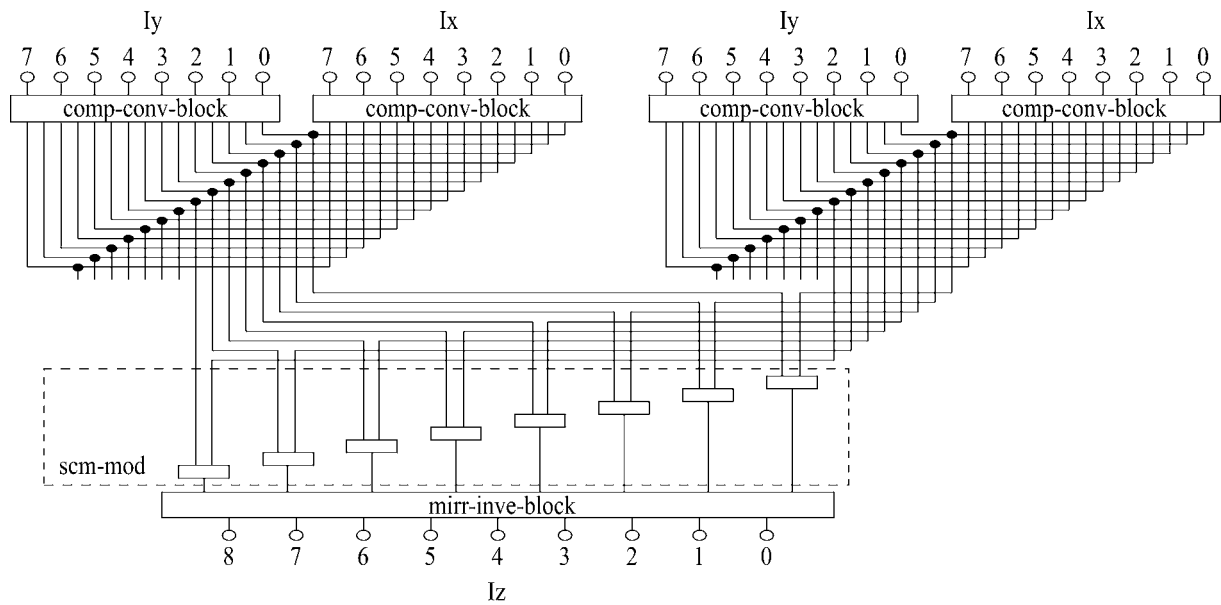 Iy Ix Iy Ix
7 6 5 4 3 2 1 0 7 6 5 4 3 2 1 0 7 6 5 4 3 2 1 0 7 6 5 4 3 2 1 0
comp-conv-block comp-conv-block comp-conv-block comp-conv-block
scm-mod
mirr-inve-block
8 7 6 5 4 3 2 1 0
Iz